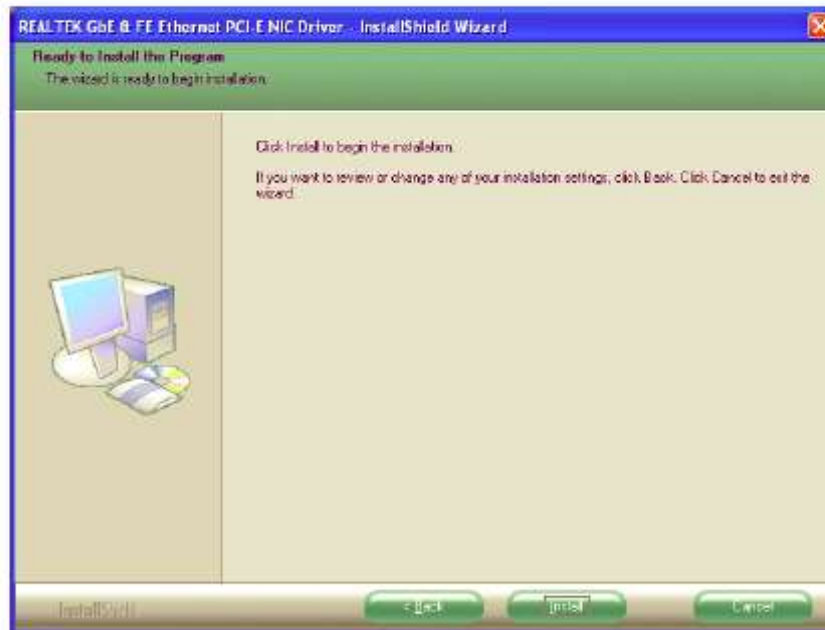 REALTEK GbE & FE Ethernet PCI-E NIC Driver - InstallShield Wizard
Ready to Install the Program
The wizard is ready to begin installation.
Click Install to begin the installation.
If you want to review or change any of your installation settings, click Back. Click Cancel to exit the
wizard.
InstallShield
< Back
Install
Cancel